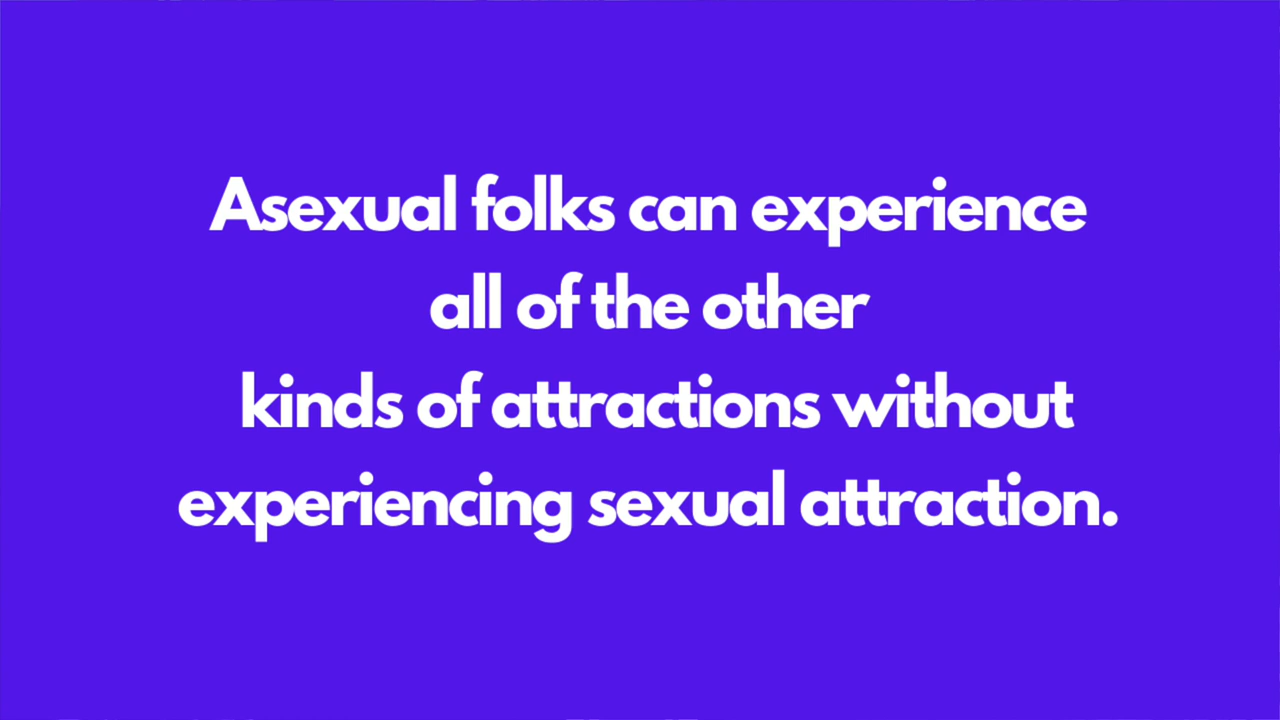 Asexual folks can experience
all of the other
kinds of attractions without
experiencing sexual attraction.